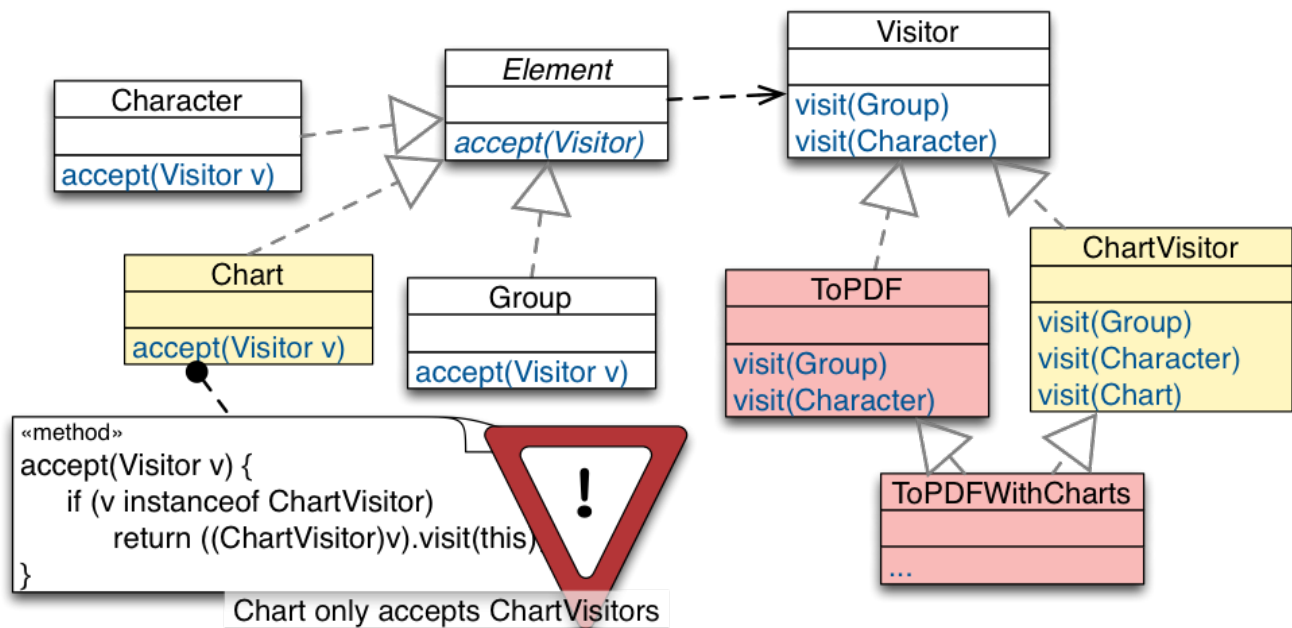 Character
accept(Visitor v)
Element
accept(Visitor)
Visitor
visit(Group)
visit(Character)
Chart
accept(Visitor v)
Group
accept(Visitor v)
ToPDF
visit(Group)
visit(Character)
ChartVisitor
visit(Group)
visit(Character)
visit(Chart)
«method»
accept(Visitor v) {
if (v instanceof ChartVisitor)
return ((ChartVisitor)v).visit(this)
}
!
Chart only accepts ChartVisitors
ToPDFWithCharts
...